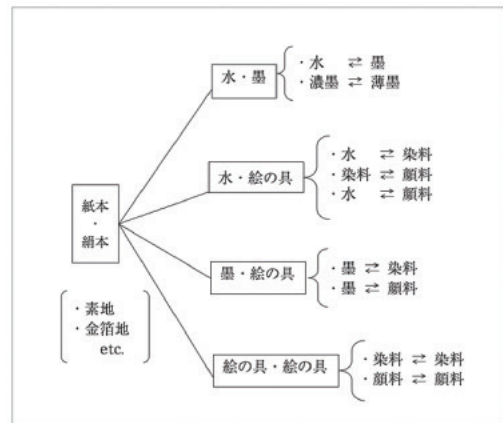 水・墨
・水 ⇄ 墨
・濃墨 ⇄ 薄墨
水・絵の具
・水 ⇄ 染料
・染料 ⇄ 顔料
・水 ⇄ 顔料
紙本
・
絹本
・素地
・金箔地
etc.
墨・絵の具
・墨 ⇄ 染料
・墨 ⇄ 顔料
絵の具・絵の具
・染料 ⇄ 染料
・顔料 ⇄ 顔料